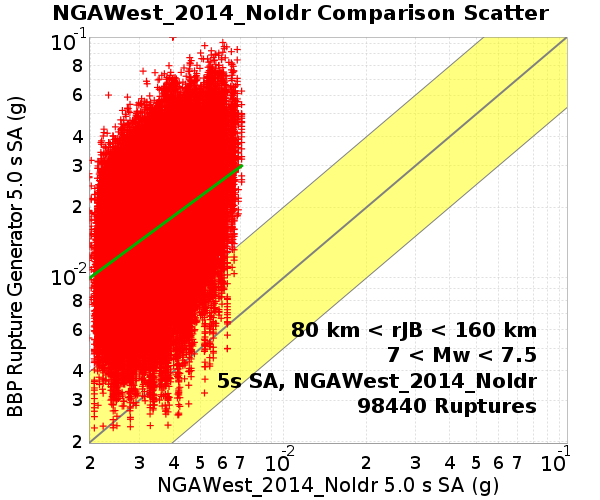 NGAWest_2014_NoIdr Comparison Scatter
BBP Rupture Generator 5.0 s SA (g)
10-1
8
6
4
3
2
10-2
8
6
4
3
2
80 km < rJB < 160 km
7 < Mw < 7.5
5s SA, NGAWest_2014_NoIdr
98440 Ruptures
2 3 4 5 6 7 10-2 2 3 4 5 6 7 10-1
NGAWest_2014_NoIdr 5.0 s SA (g)